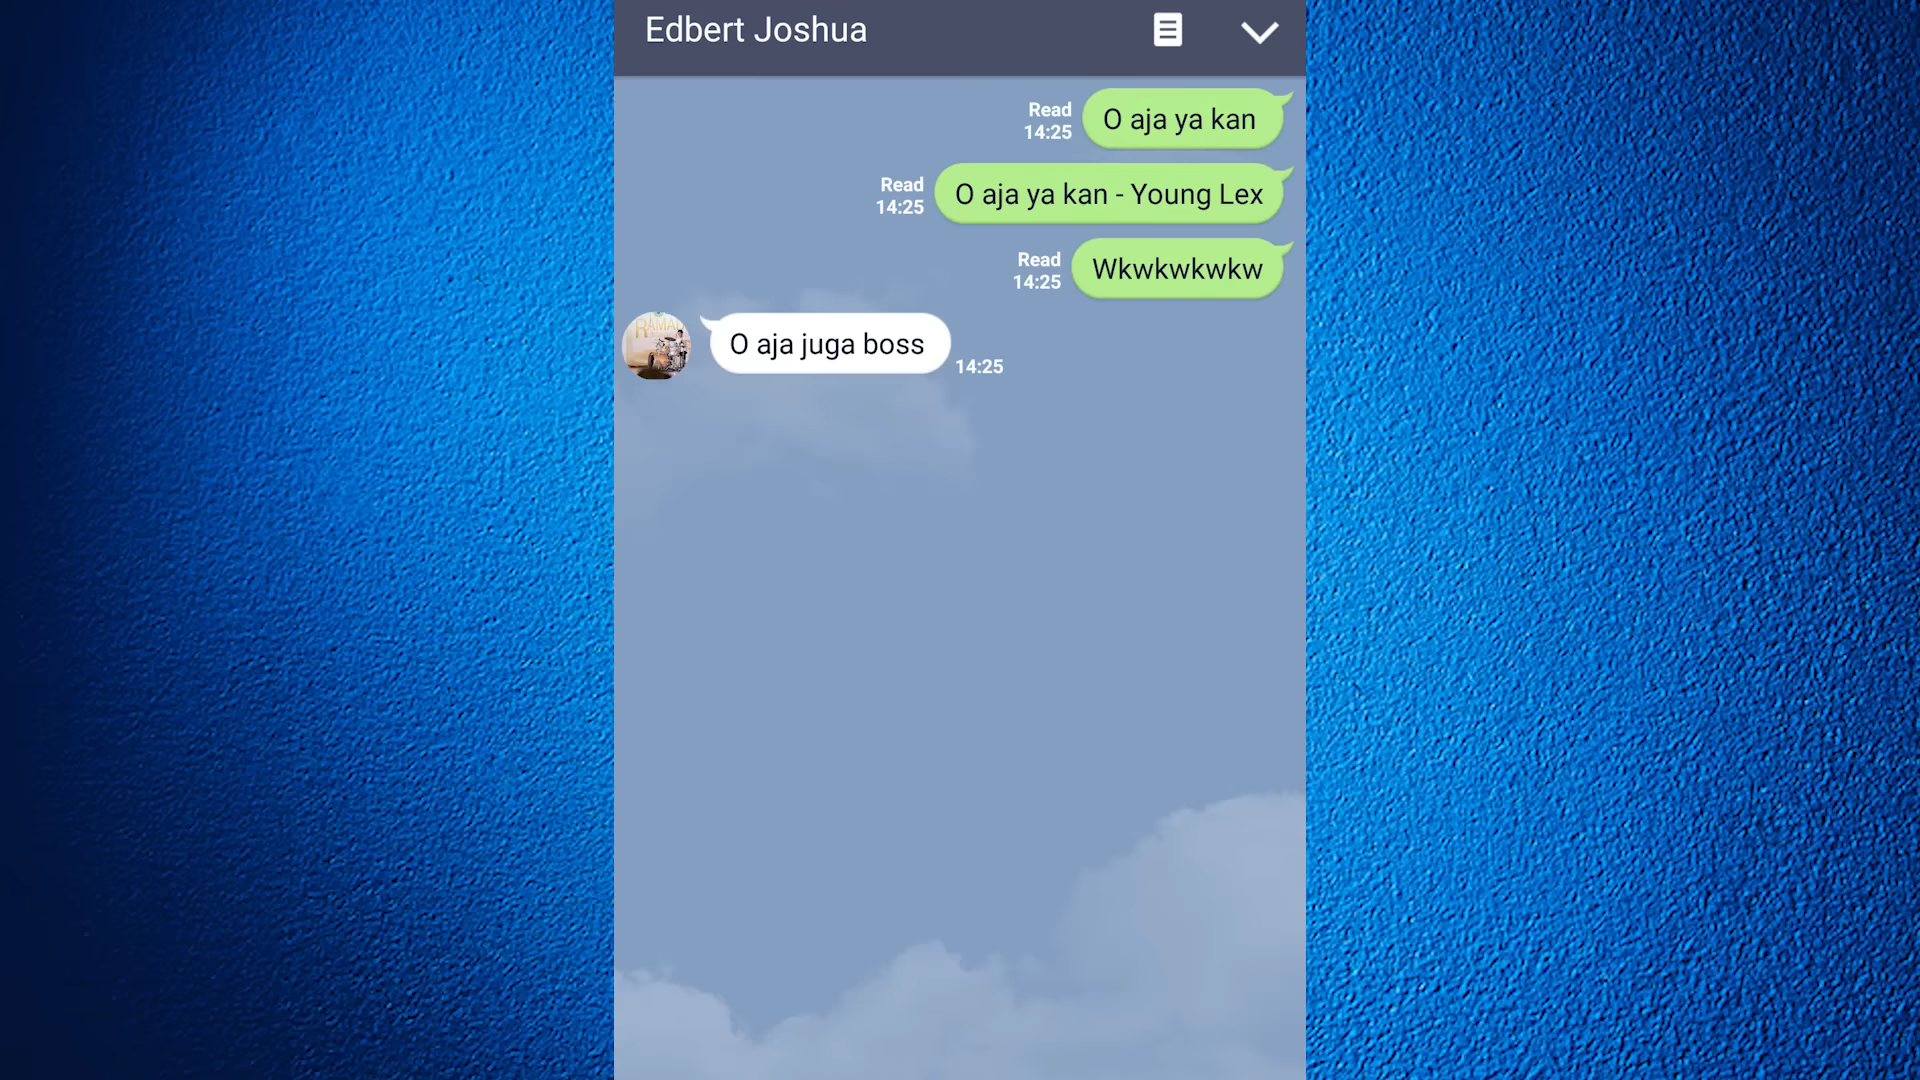 Edbert Joshua
Read
14:25
O aja ya kan
Read
14:25
O aja ya kan - Young Lex
Read
14:25
Wkwkwkwkw
O aja juga boss
14:25